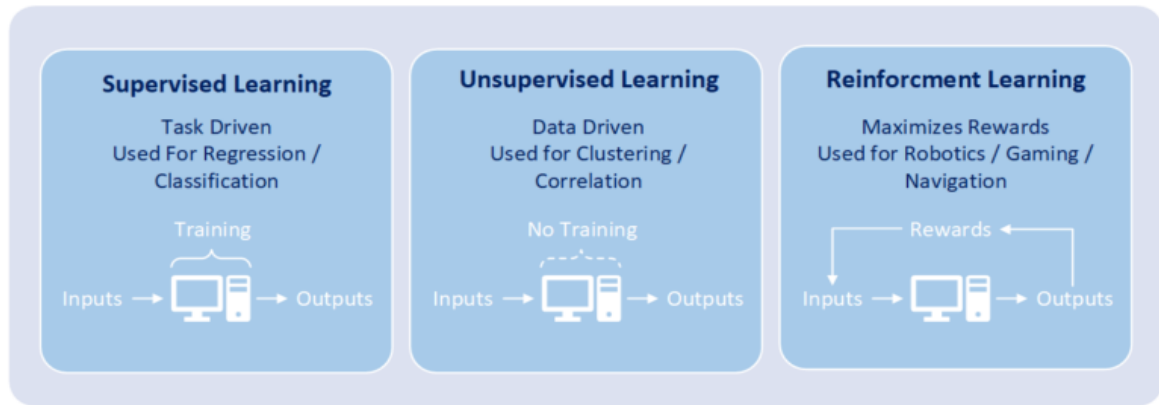 Supervised Learning
Task Driven
Used For Regression /
Classification
Training
Inputs
Outputs
Unsupervised Learning
Data Driven
Used for Clustering /
Correlation
No Training
Inputs
Outputs
Reinforcment Learning
Maximizes Rewards
Used for Robotics / Gaming /
Navigation
Rewards
Inputs
Outputs